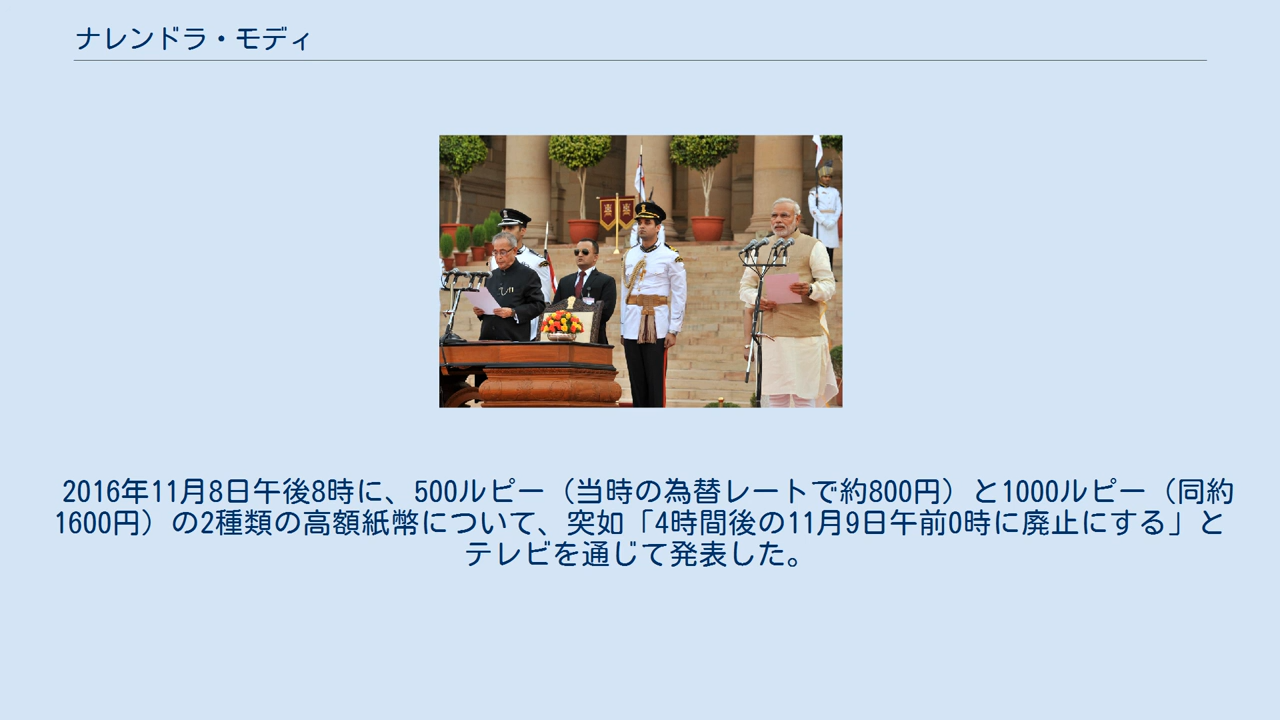 ナレンドラ・モディ
2016年11月8日午後8時に、500ルピー（当時の為替レートで約800円）と1000ルピー（同約
1600円）の2種類の高額紙幣について、突如「4時間後の11月9日午前0時に廃止にする」と
テレビを通じて発表した。